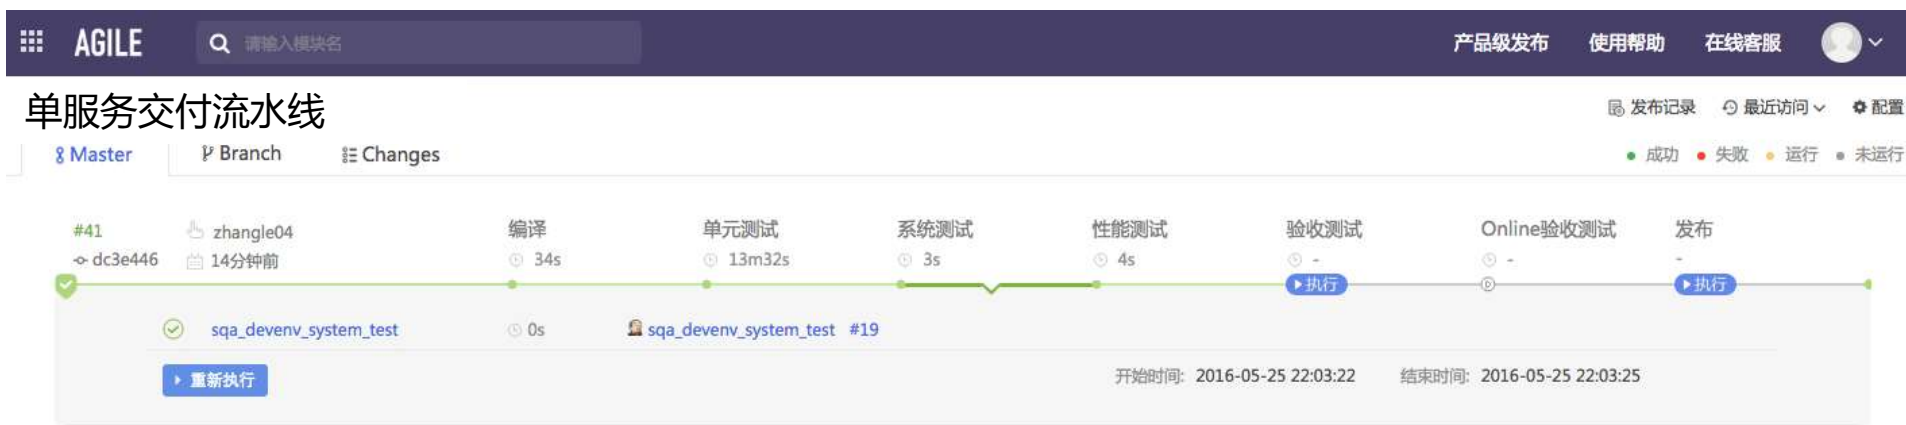 AGILE 请输入模块名 产品级发布 使用帮助 在线客服
单服务交付流水线 发布记录 最近访问 配置
Master Branch Changes 成功 失败 运行 未运行
#41 zhangle04 编译 单元测试 系统测试 性能测试 验收测试 Online验收测试 发布
dc3e446 14分钟前 34s 13m32s 3s 4s - - -
执行 执行
sqa_devenv_system_test 0s sqa_devenv_system_test #19
重新执行 开始时间: 2016-05-25 22:03:22 结束时间: 2016-05-25 22:03:25